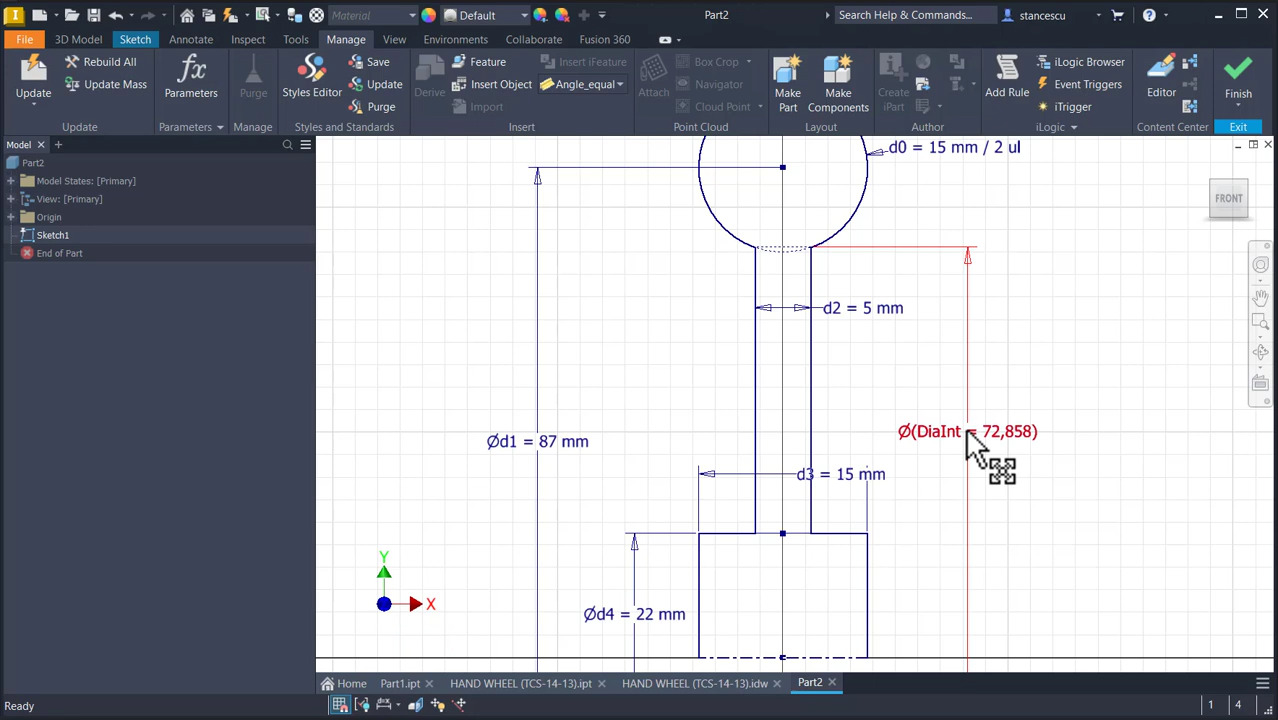 Material
Default
Part2
Search Help & Commands...
stancescu
File
3D Model
Sketch
Annotate
Inspect
Tools
Manage
View
Environments
Collaborate
Fusion 360
Update
Rebuild All
Update Mass
Update
fx
Parameters
Parameters
Purge
Manage
Styles Editor
Save
Update
Purge
Styles and Standards
Derive
Feature
Insert Object
Import
Insert iFeature
Angle_equal
Insert
Attach
Box Crop
Navigator
Cloud Point
Point Cloud
Make Part
Make Components
Layout
Create iPart
Author
Add Rule
iLogic Browser
Event Triggers
iTrigger
iLogic
Editor
Content Center
Finish
Exit
Model
Part2
Model States: [Primary]
View: [Primary]
Origin
Sketch1
End of Part
d0 = 15 mm / 2 ul
FRONT
d2 = 5 mm
Ød1 = 87 mm
Ø(DiaInt = 72,858)
d3 = 15 mm
Y
X
Ød4 = 22 mm
Home
Part1.ipt
HAND WHEEL (TCS-14-13).ipt
HAND WHEEL (TCS-14-13).idw
Part2
Ready
1
4